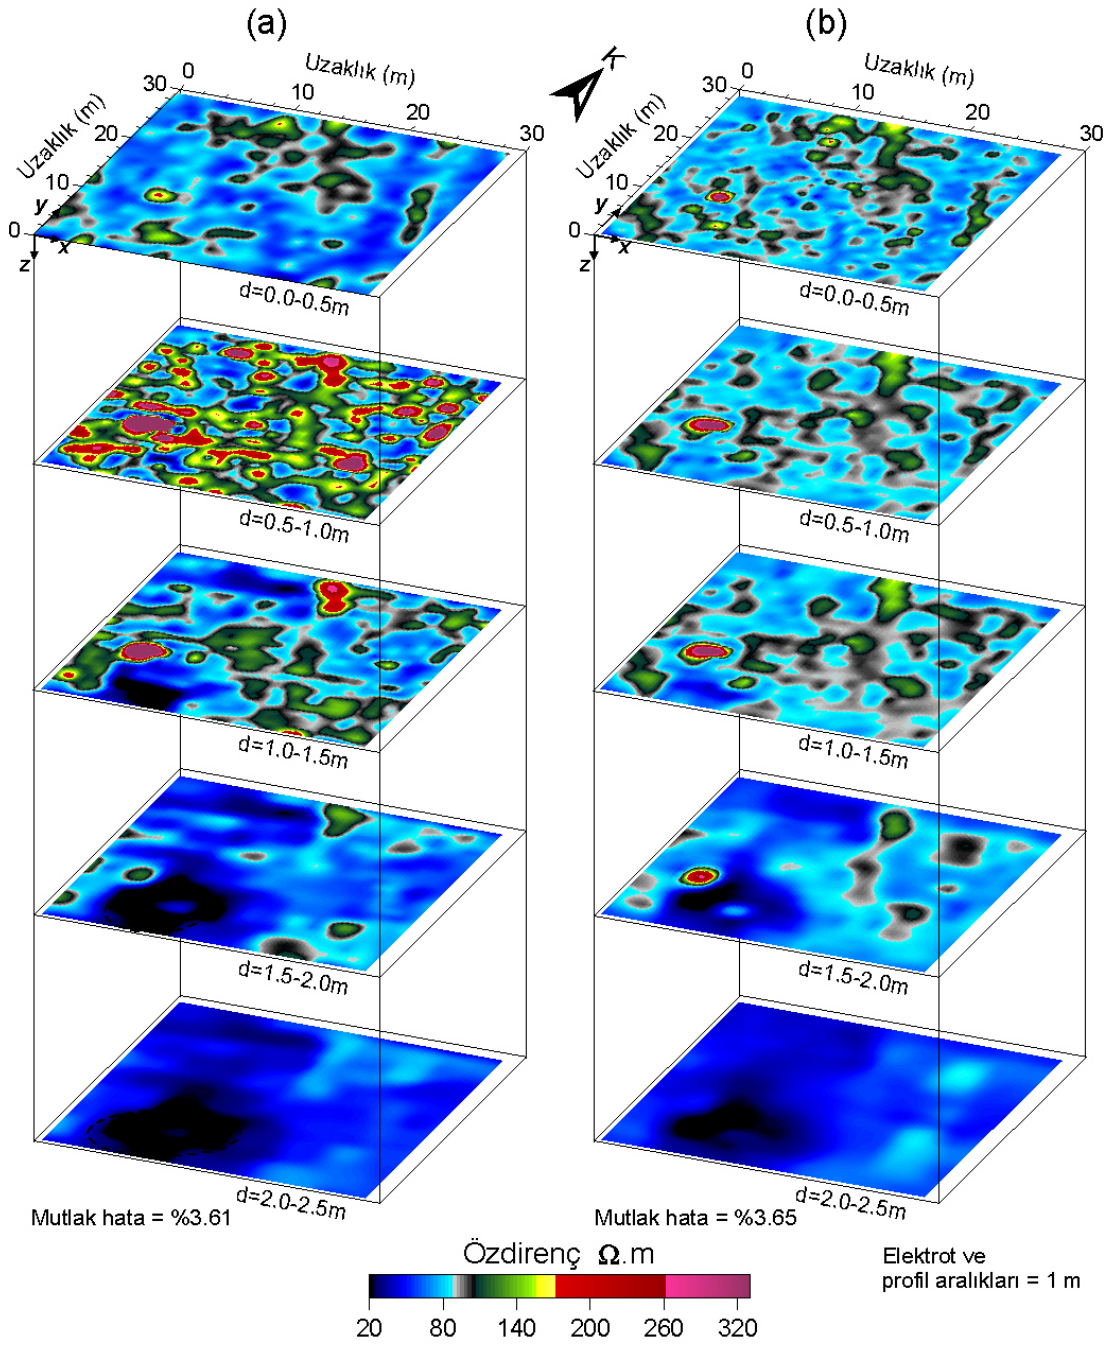 (a)
(b)
K
Uzaklık (m)
0
10
20
30
Uzaklık (m)
30
20
10
0
y
x
z
d=0.0-0.5m
d=0.5-1.0m
d=1.0-1.5m
d=1.5-2.0m
d=2.0-2.5m
Mutlak hata = %3.61
Uzaklık (m)
0
10
20
30
Uzaklık (m)
30
20
10
0
y
x
z
d=0.0-0.5m
d=0.5-1.0m
d=1.0-1.5m
d=1.5-2.0m
d=2.0-2.5m
Mutlak hata = %3.65
Özdirenç Ω.m
20 80 140 200 260 320
Elektrot ve
profil aralıkları = 1 m